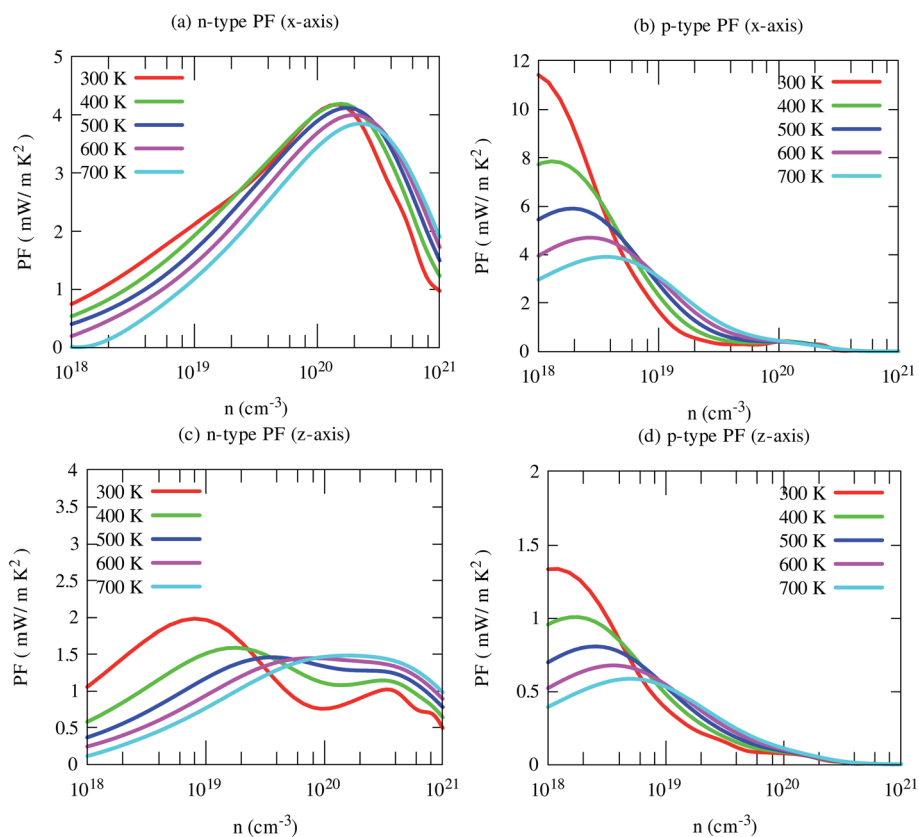 (a) n-type PF (x-axis)
5
4
3
2
1
0
PF ( mW/ m K²)
300 K
400 K
500 K
600 K
700 K
10¹⁸ 10¹⁹ 10²⁰ 10²¹
n (cm⁻³)
(b) p-type PF (x-axis)
12
10
8
6
4
2
0
PF ( mW/ m K²)
300 K
400 K
500 K
600 K
700 K
10¹⁸ 10¹⁹ 10²⁰ 10²¹
n (cm⁻³)
(c) n-type PF (z-axis)
4
3.5
3
2.5
2
1.5
1
0.5
0
PF ( mW/ m K²)
300 K
400 K
500 K
600 K
700 K
10¹⁸ 10¹⁹ 10²⁰ 10²¹
n (cm⁻³)
(d) p-type PF (z-axis)
2
1.5
1
0.5
0
PF ( mW/ m K²)
300 K
400 K
500 K
600 K
700 K
10¹⁸ 10¹⁹ 10²⁰ 10²¹
n (cm⁻³)